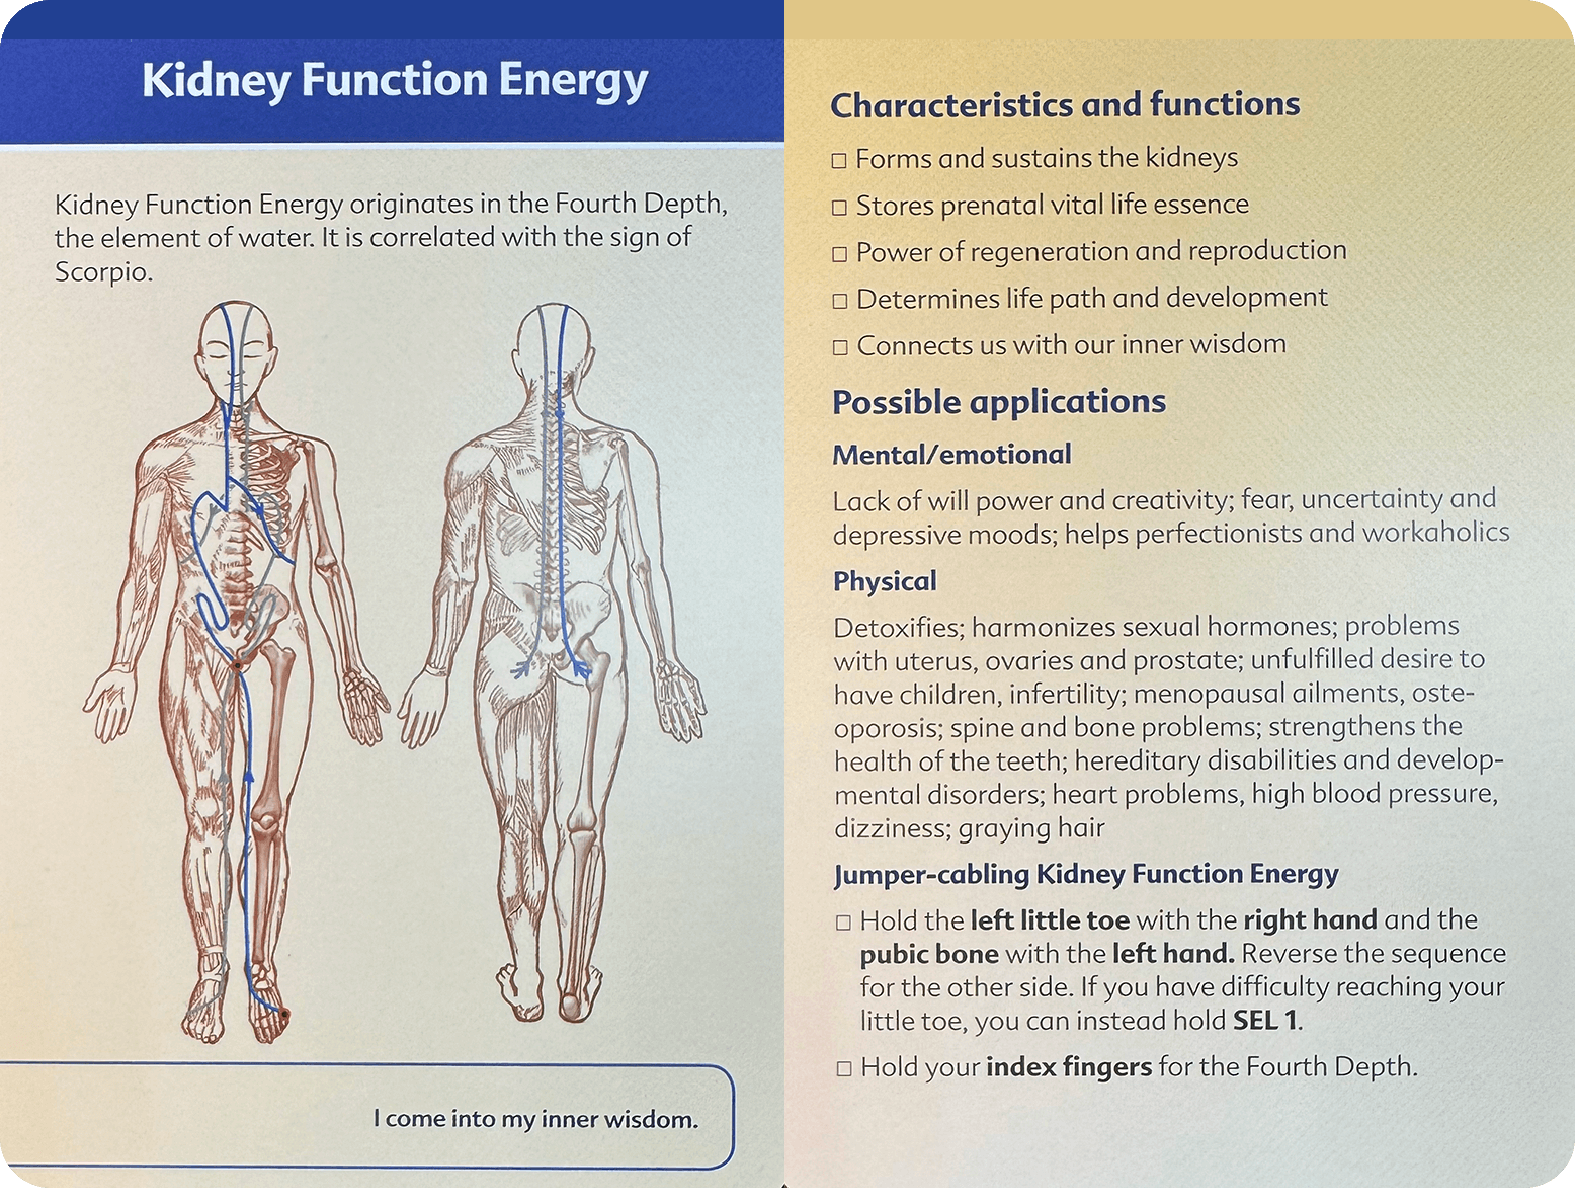 Kidney Function Energy
Kidney Function Energy originates in the Fourth Depth,
the element of water. It is correlated with the sign of
Scorpio.
I come into my inner wisdom.
Characteristics and functions
□ Forms and sustains the kidneys
□ Stores prenatal vital life essence
□ Power of regeneration and reproduction
□ Determines life path and development
□ Connects us with our inner wisdom
Possible applications
Mental/emotional
Lack of will power and creativity; fear, uncertainty and
depressive moods; helps perfectionists and workaholics
Physical
Detoxifies; harmonizes sexual hormones; problems
with uterus, ovaries and prostate; unfulfilled desire to
have children, infertility; menopausal ailments, oste-
oporosis; spine and bone problems; strengthens the
health of the teeth; hereditary disabilities and develop-
mental disorders; heart problems, high blood pressure,
dizziness; graying hair
Jumper-cabling Kidney Function Energy
□ Hold the left little toe with the right hand and the
pubic bone with the left hand. Reverse the sequence
for the other side. If you have difficulty reaching your
little toe, you can instead hold SEL 1.
□ Hold your index fingers for the Fourth Depth.